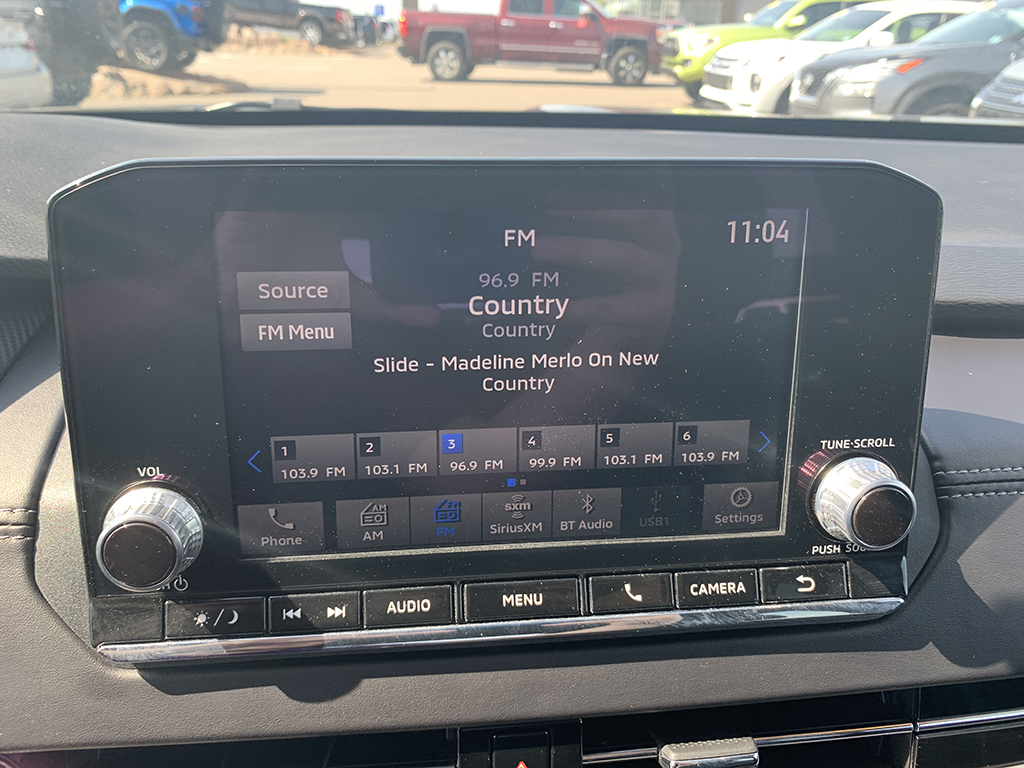 FM
11:04
Source
FM Menu
96.9 FM
Country
Country
Slide - Madeline Merlo On New
Country
1
103.9 FM
2
103.1 FM
3
96.9 FM
4
99.9 FM
5
103.1 FM
6
103.9 FM
Phone
AM
AM
FM
FM
sxm
SiriusXM
BT Audio
USB1
Settings
VOL
TUNE·SCROLL
PUSH
AUDIO
MENU
CAMERA